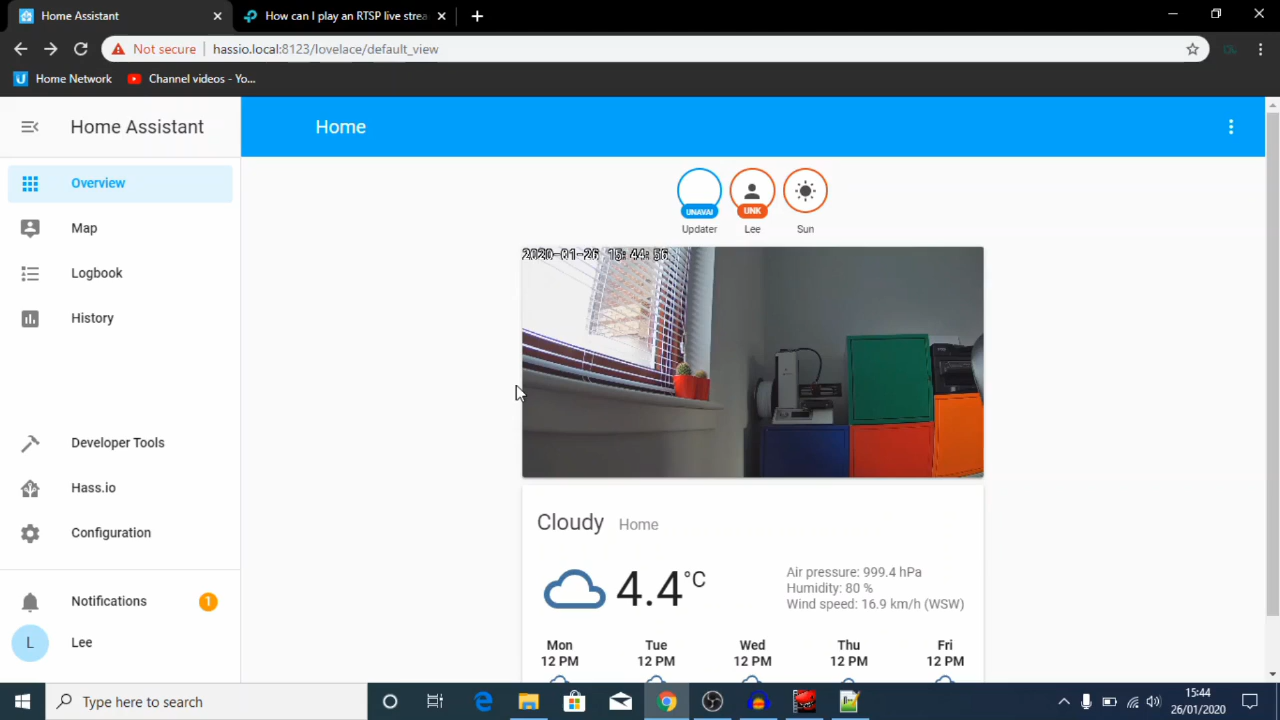 Home Assistant
How can I play an RTSP live strea
Not secure
hassio.local:8123/lovelace/default_view
Home Network
Channel videos - Yo...
Home Assistant
Home
Overview
Map
Logbook
History
Developer Tools
Hass.io
Configuration
Notifications
1
L
Lee
UNAVAI
UNK
Updater
Lee
Sun
2020-01-26 15:44:56
Cloudy
Home
4.4
°C
Air pressure: 999.4 hPa
Humidity: 80 %
Wind speed: 16.9 km/h (WSW)
Mon
Tue
Wed
Thu
Fri
12 PM
12 PM
12 PM
12 PM
12 PM
Type here to search
15:44
26/01/2020